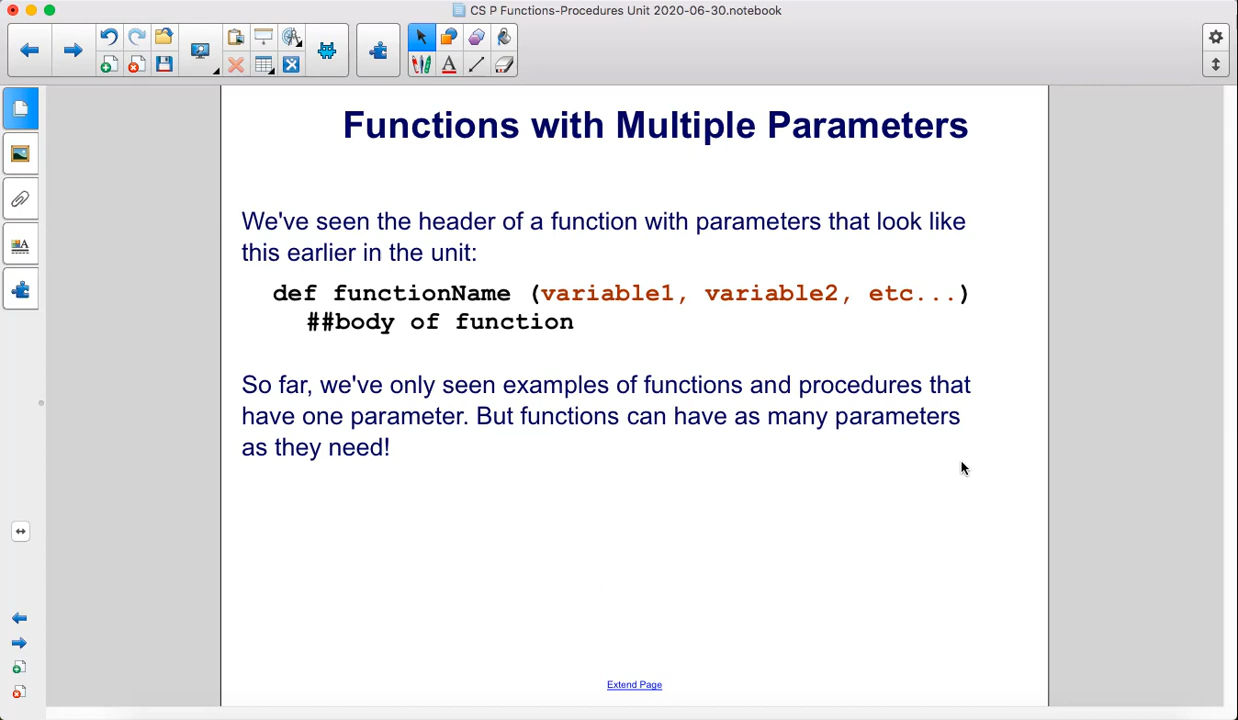 CS P Functions-Procedures Unit 2020-06-30.notebook
Functions with Multiple Parameters
We've seen the header of a function with parameters that look like
this earlier in the unit:
def functionName (variable1, variable2, etc...)
##body of function
So far, we've only seen examples of functions and procedures that
have one parameter. But functions can have as many parameters
as they need!
Extend Page